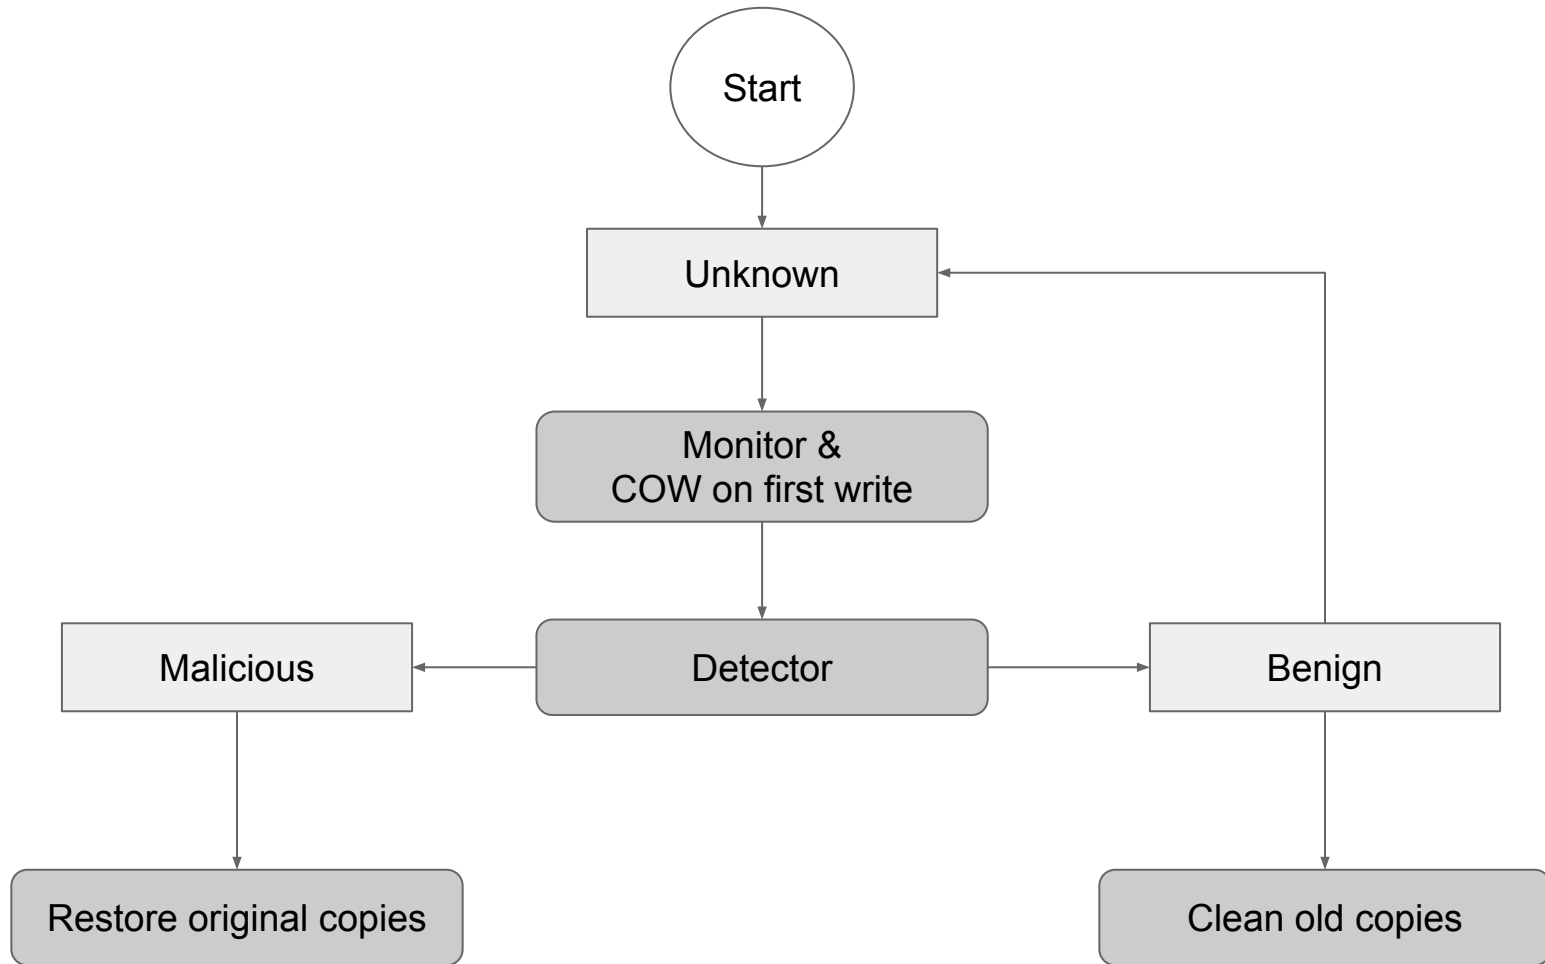 Start
Unknown
Monitor &
COW on first write
Malicious
Detector
Benign
Restore original copies
Clean old copies